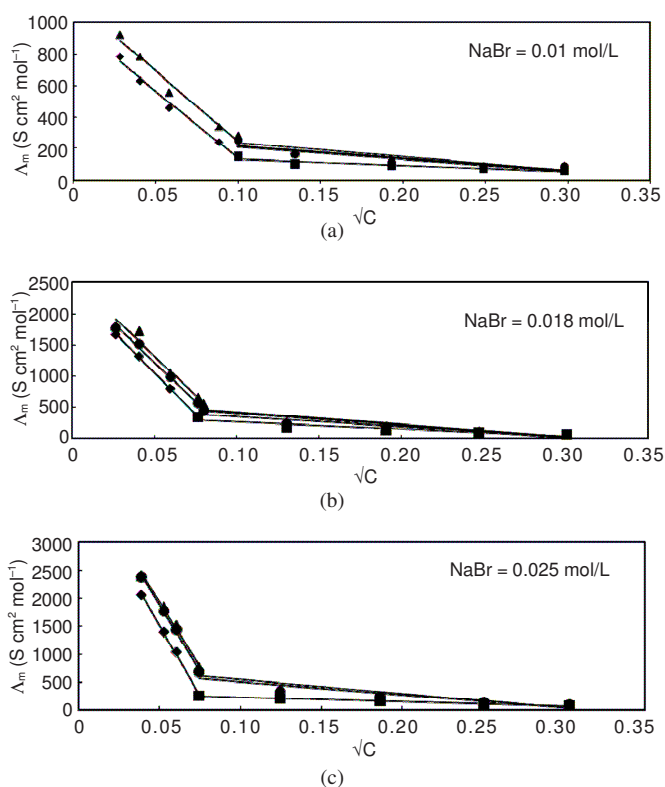 1000
800
600
400
200
0
Λm (S cm² mol⁻¹)
NaBr = 0.01 mol/L
0 0.05 0.10 0.15 0.20 0.25 0.30 0.35
√C
(a)
2500
2000
1500
1000
500
0
Λm (S cm² mol⁻¹)
NaBr = 0.018 mol/L
0 0.05 0.10 0.15 0.20 0.25 0.30 0.35
√C
(b)
3000
2500
2000
1500
1000
500
0
Λm (S cm² mol⁻¹)
NaBr = 0.025 mol/L
0 0.05 0.10 0.15 0.20 0.25 0.30 0.35
√C
(c)